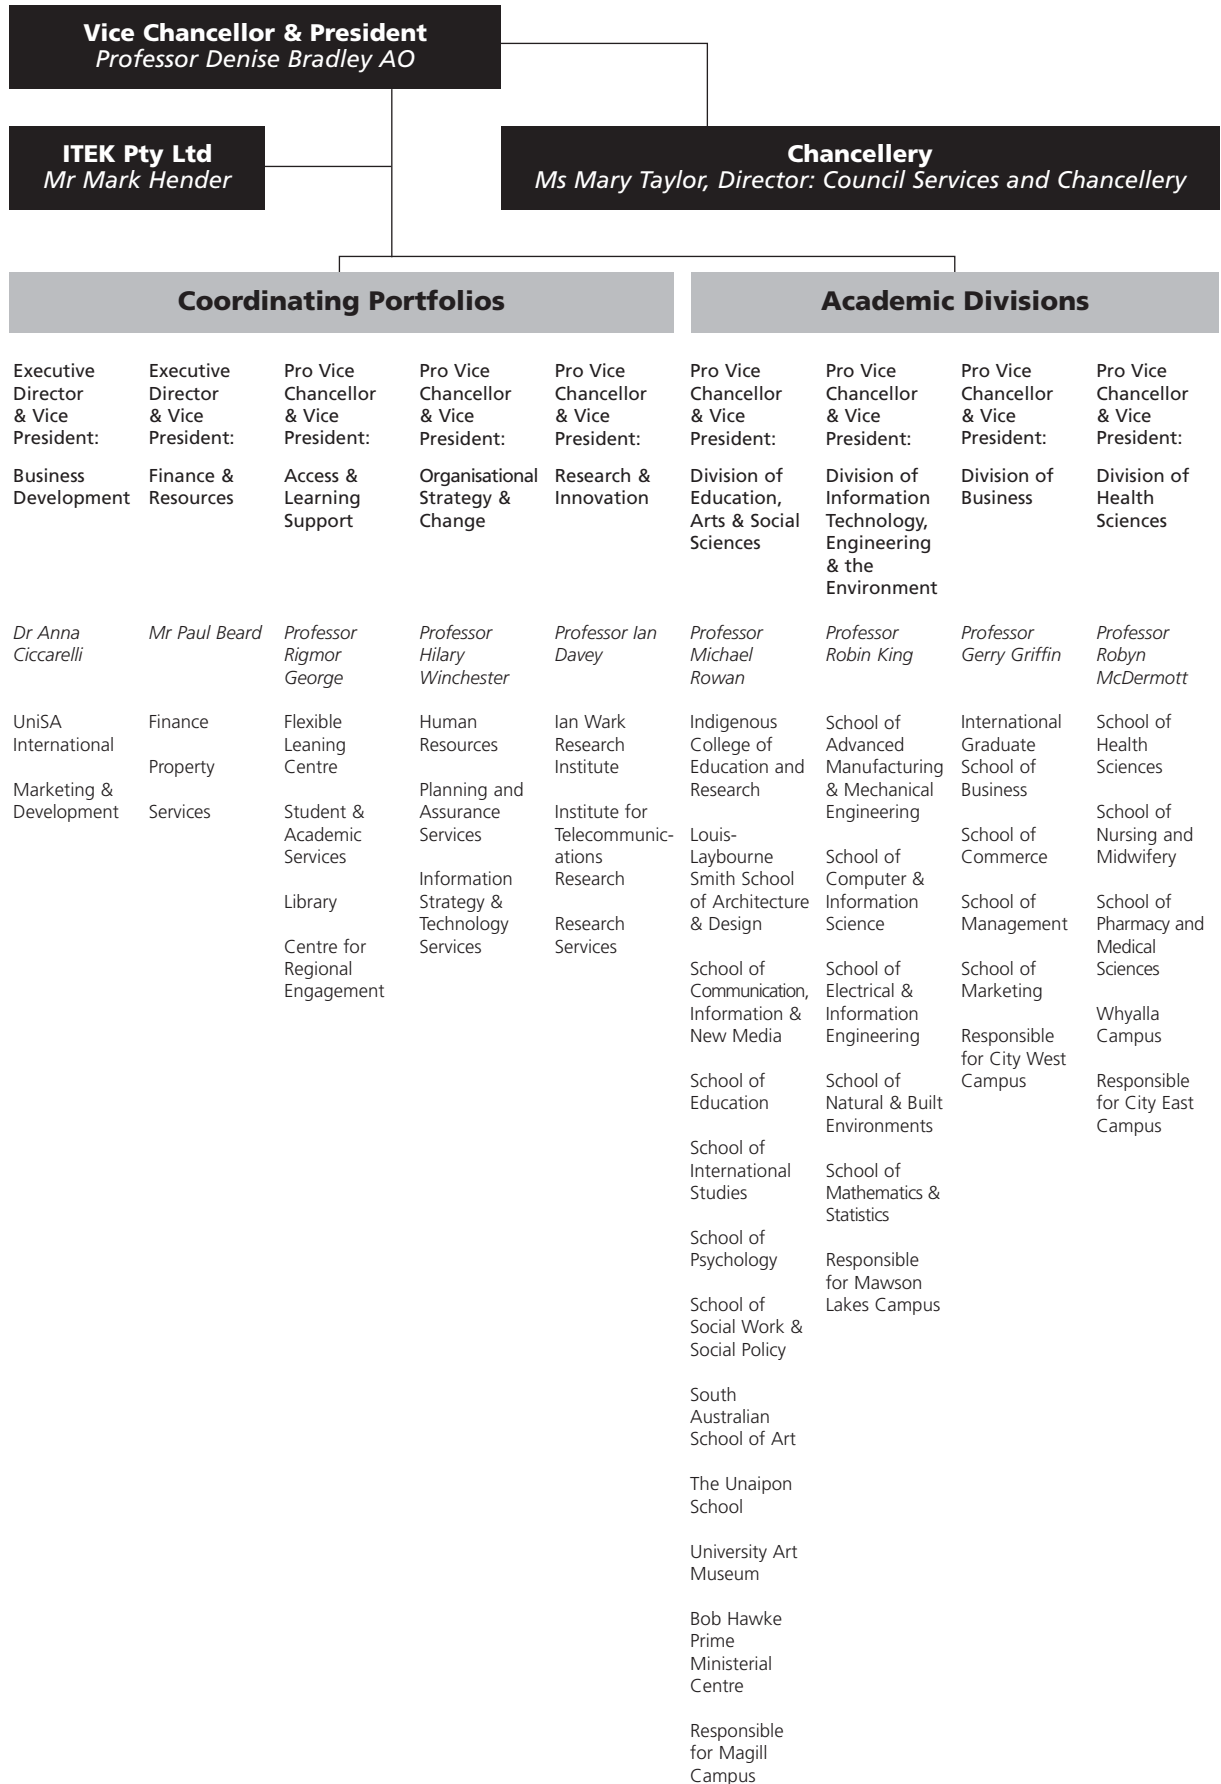 Vice Chancellor & President
Professor Denise Bradley AO
ITEK Pty Ltd
Mr Mark Hender
Chancellery
Ms Mary Taylor, Director: Council Services and Chancellery
Coordinating Portfolios
Academic Divisions
Executive
Director
& Vice
President:
Business
Development
Dr Anna
Ciccarelli
UniSA
International
Marketing &
Development
Executive
Director
& Vice
President:
Finance &
Resources
Mr Paul Beard
Finance
Property
Services
Pro Vice
Chancellor
& Vice
President:
Access &
Learning
Support
Professor
Rigmor
George
Flexible
Leaning
Centre
Student &
Academic
Services
Library
Centre for
Regional
Engagement
Pro Vice
Chancellor
& Vice
President:
Organisational
Strategy &
Change
Professor
Hilary
Winchester
Human
Resources
Planning and
Assurance
Services
Information
Strategy &
Technology
Services
Pro Vice
Chancellor
& Vice
President:
Research &
Innovation
Professor Ian
Davey
Ian Wark
Research
Institute
Institute for
Telecommunic-
ations
Research
Research
Services
Pro Vice
Chancellor
& Vice
President:
Division of
Education,
Arts & Social
Sciences
Professor
Michael
Rowan
Indigenous
College of
Education and
Research
Louis-
Laybourne
Smith School
of Architecture
& Design
School of
Communication,
Information &
New Media
School of
Education
School of
International
Studies
School of
Psychology
School of
Social Work &
Social Policy
South
Australian
School of Art
The Unaipon
School
University Art
Museum
Bob Hawke
Prime
Ministerial
Centre
Responsible
for Magill
Campus
Pro Vice
Chancellor
& Vice
President:
Division of
Information
Technology,
Engineering
& the
Environment
Professor
Robin King
School of
Advanced
Manufacturing
& Mechanical
Engineering
School of
Computer &
Information
Science
School of
Electrical &
Information
Engineering
School of
Natural & Built
Environments
School of
Mathematics &
Statistics
Responsible
for Mawson
Lakes Campus
Pro Vice
Chancellor
& Vice
President:
Division of
Business
Professor
Gerry Griffin
International
Graduate
School of
Business
School of
Commerce
School of
Management
School of
Marketing
Responsible
for City West
Campus
Pro Vice
Chancellor
& Vice
President:
Division of
Health
Sciences
Professor
Robyn
McDermott
School of
Health
Sciences
School of
Nursing and
Midwifery
School of
Pharmacy and
Medical
Sciences
Whyalla
Campus
Responsible
for City East
Campus